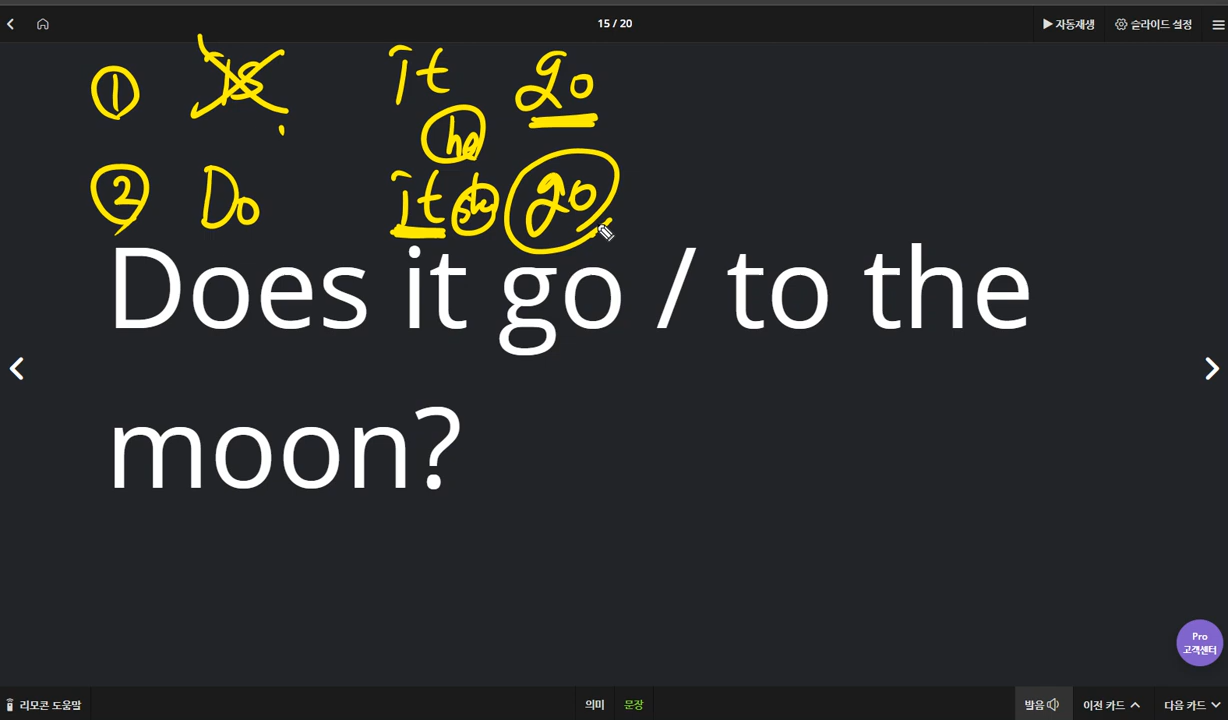 15 / 20
▶ 자동재생
슬라이드 설정
① Is it go
he
② Do it she go
Does it go / to the
moon?
Pro
고객센터
리모콘 도움말
의미
문장
발음
이전 카드
다음 카드